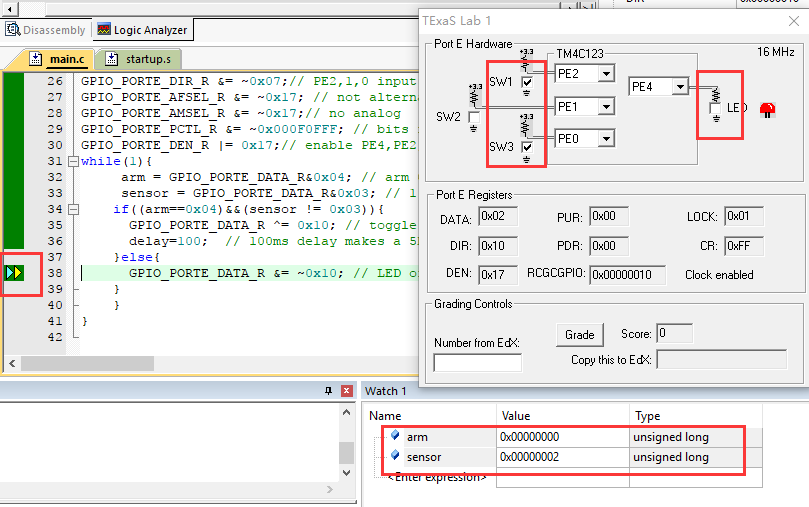 DIR
0x00000010
Disassembly
Logic Analyzer
main.c
startup.s
26 GPIO_PORTE_DIR_R &= ~0x07;// PE2,1,0 input
27 GPIO_PORTE_AFSEL_R &= ~0x17; // not altern
28 GPIO_PORTE_AMSEL_R &= ~0x17;// no analog
29 GPIO_PORTE_PCTL_R &= ~0x000F0FFF; // bits
30 GPIO_PORTE_DEN_R |= 0x17;// enable PE4,PE2
31 while(1){
32 arm = GPIO_PORTE_DATA_R&0x04; // arm
33 sensor = GPIO_PORTE_DATA_R&0x03; // 1
34 if((arm==0x04)&&(sensor != 0x03)){
35 GPIO_PORTE_DATA_R ^= 0x10; // toggle
36 delay=100; // 100ms delay makes a 5
37 }else{
38 GPIO_PORTE_DATA_R &= ~0x10; // LED o
39 }
40 }
41 }
42
TExaS Lab 1
Port E Hardware
TM4C123
16 MHz
+3.3
SW1
PE2
PE4
+3.3
SW2
PE1
LED
+3.3
SW3
PE0
Port E Registers
DATA: 0x02 PUR: 0x00 LOCK: 0x01
DIR: 0x10 PDR: 0x00 CR: 0xFF
DEN: 0x17 RCGCGPIO: 0x00000010 Clock enabled
Grading Controls
Number from EdX:
Grade
Score: 0
Copy this to EdX:
Watch 1
Name Value Type
arm 0x00000000 unsigned long
sensor 0x00000002 unsigned long
<Enter expression>